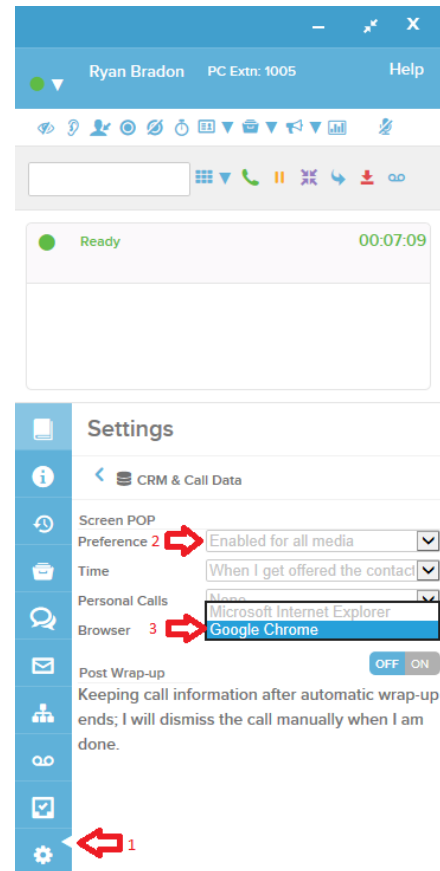 – X
Ryan Bradon PC Extn: 1005 Help
Ready 00:07:09
Settings
CRM & Call Data
Screen POP
Preference 2 Enabled for all media
Time When I get offered the contact
Personal Calls None
Microsoft Internet Explorer
Browser 3 Google Chrome
Post Wrap-up OFF ON
Keeping call information after automatic wrap-up
ends; I will dismiss the call manually when I am
done.
1